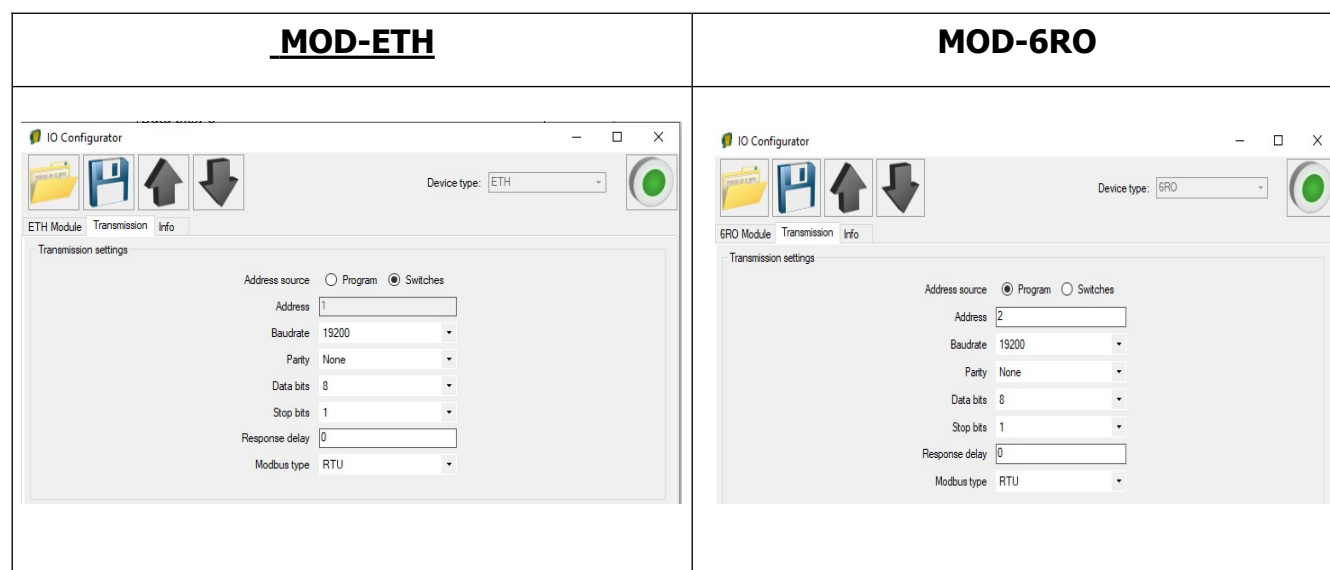 MOD-ETH
MOD-6RO
IO Configurator
Device type: ETH
ETH Module Transmission Info
Transmission settings
Address source Program Switches
Address 1
Baudrate 19200
Parity None
Data bits 8
Stop bits 1
Response delay 0
Modbus type RTU
IO Configurator
Device type: 6RO
6RO Module Transmission Info
Transmission settings
Address source Program Switches
Address 2
Baudrate 19200
Parity None
Data bits 8
Stop bits 1
Response delay 0
Modbus type RTU